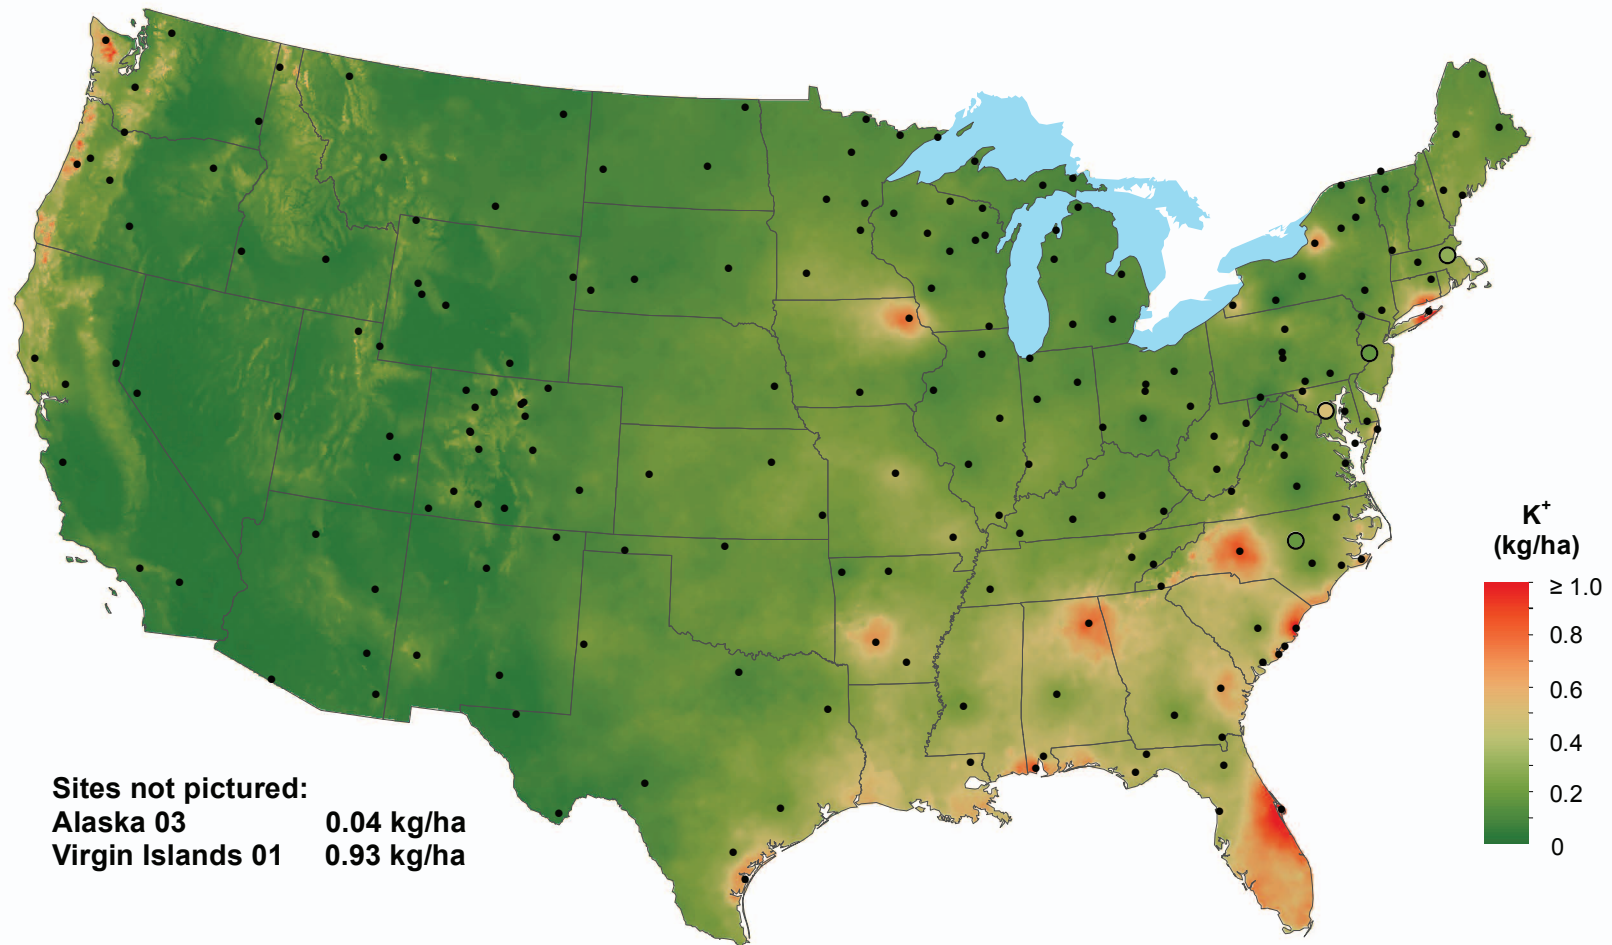 Sites not pictured:
Alaska 03 0.04 kg/ha
Virgin Islands 01 0.93 kg/ha
K+
(kg/ha)
≥ 1.0
0.8
0.6
0.4
0.2
0